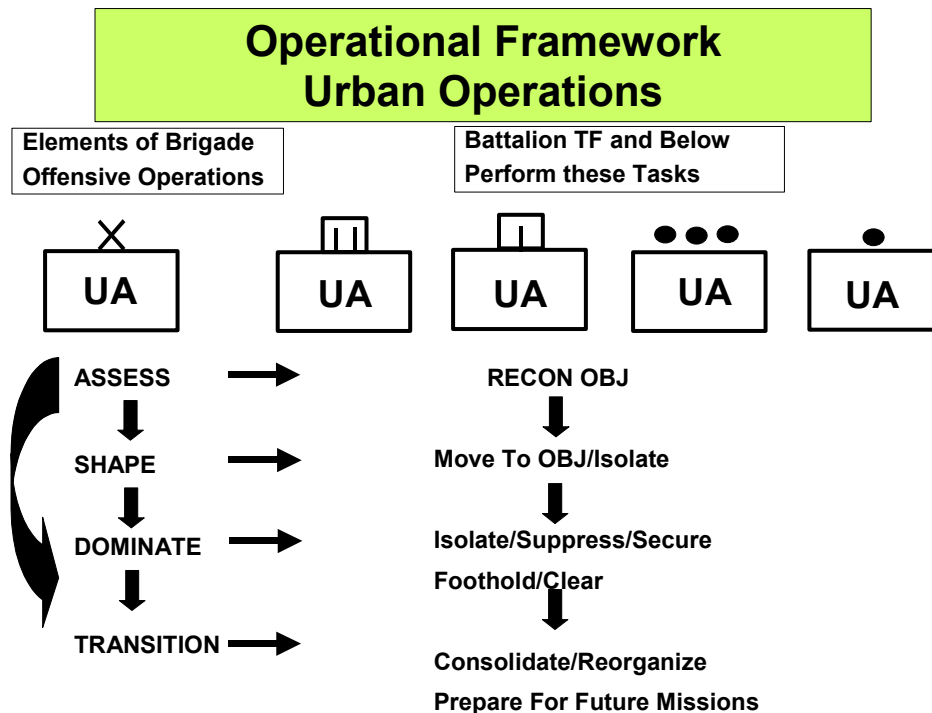 Operational Framework
Urban Operations
Elements of Brigade
Offensive Operations
Battalion TF and Below
Perform these Tasks
UA
UA
UA
UA
UA
ASSESS
RECON OBJ
SHAPE
Move To OBJ/Isolate
DOMINATE
Isolate/Suppress/Secure
Foothold/Clear
TRANSITION
Consolidate/Reorganize
Prepare For Future Missions